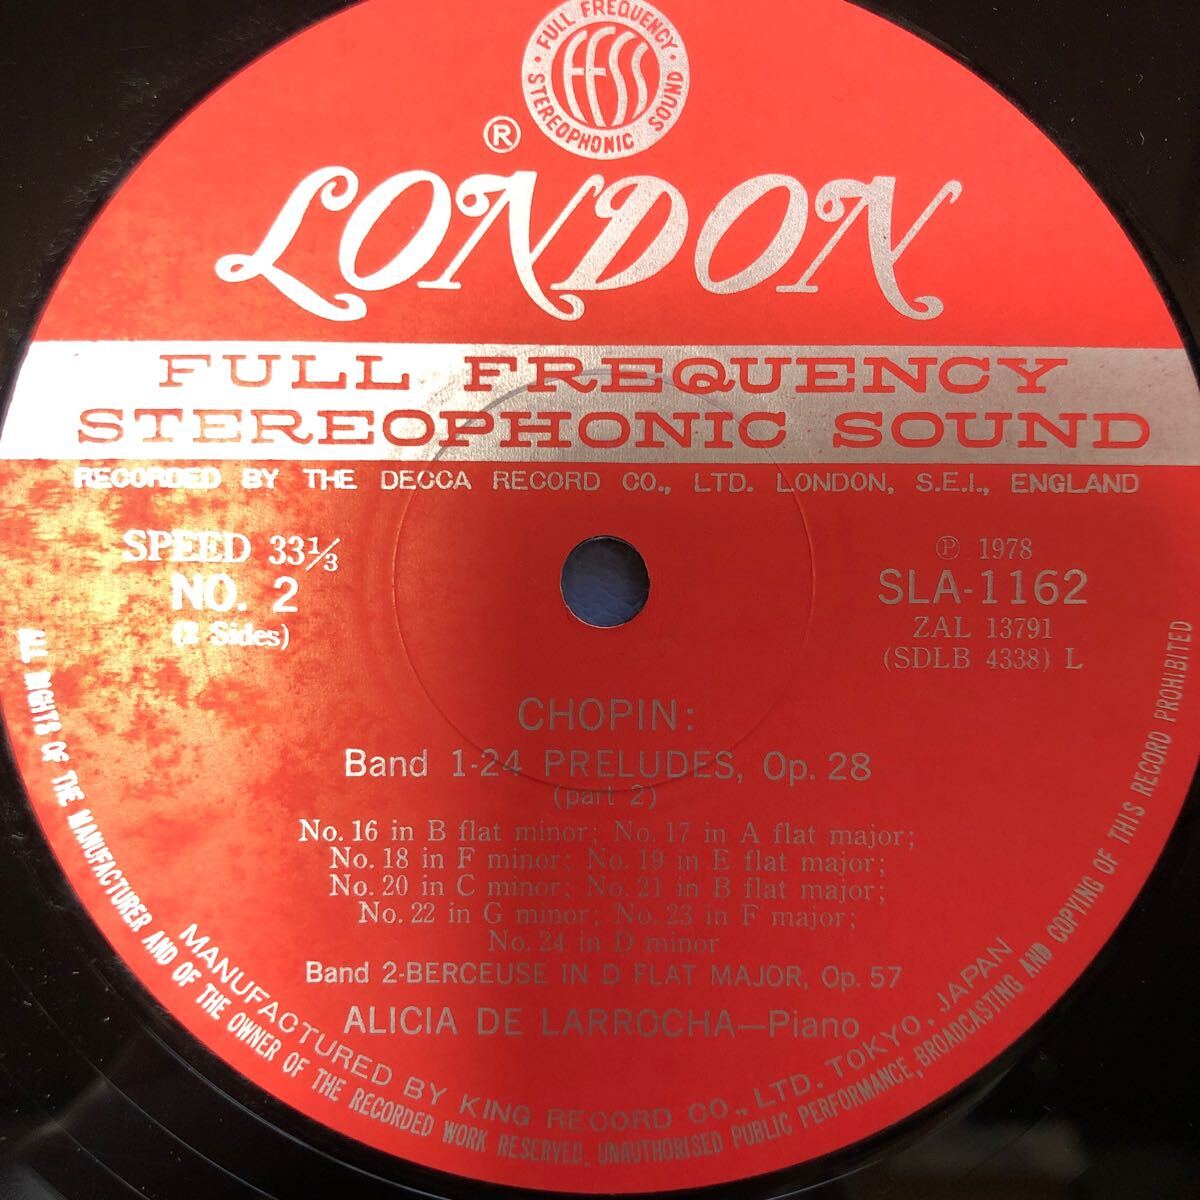 FULL FREQUENCY
STEREOPHONIC SOUND
FFSS
®
LONDON
FULL FREQUENCY
STEREOPHONIC SOUND
RECORDED BY THE DECCA RECORD CO., LTD. LONDON, S.E.I., ENGLAND
SPEED 33⅓
NO. 2
(2 Sides)
Ⓟ 1978
SLA-1162
ZAL 13791
(SDLB 4338) L
CHOPIN:
Band 1-24 PRELUDES, Op. 28
(part 2)
No. 16 in B flat minor; No. 17 in A flat major;
No. 18 in F minor; No. 19 in E flat major;
No. 20 in C minor; No. 21 in B flat major;
No. 22 in G minor; No. 23 in F major;
No. 24 in D minor
Band 2-BERCEUSE IN D FLAT MAJOR, Op. 57
ALICIA DE LARROCHA—Piano
MANUFACTURED BY KING RECORD CO., LTD. TOKYO, JAPAN
ALL RIGHTS OF THE MANUFACTURER AND OF THE OWNER OF THE RECORDED WORK RESERVED, UNAUTHORISED PUBLIC PERFORMANCE, BROADCASTING AND COPYING OF THIS RECORD PROHIBITED